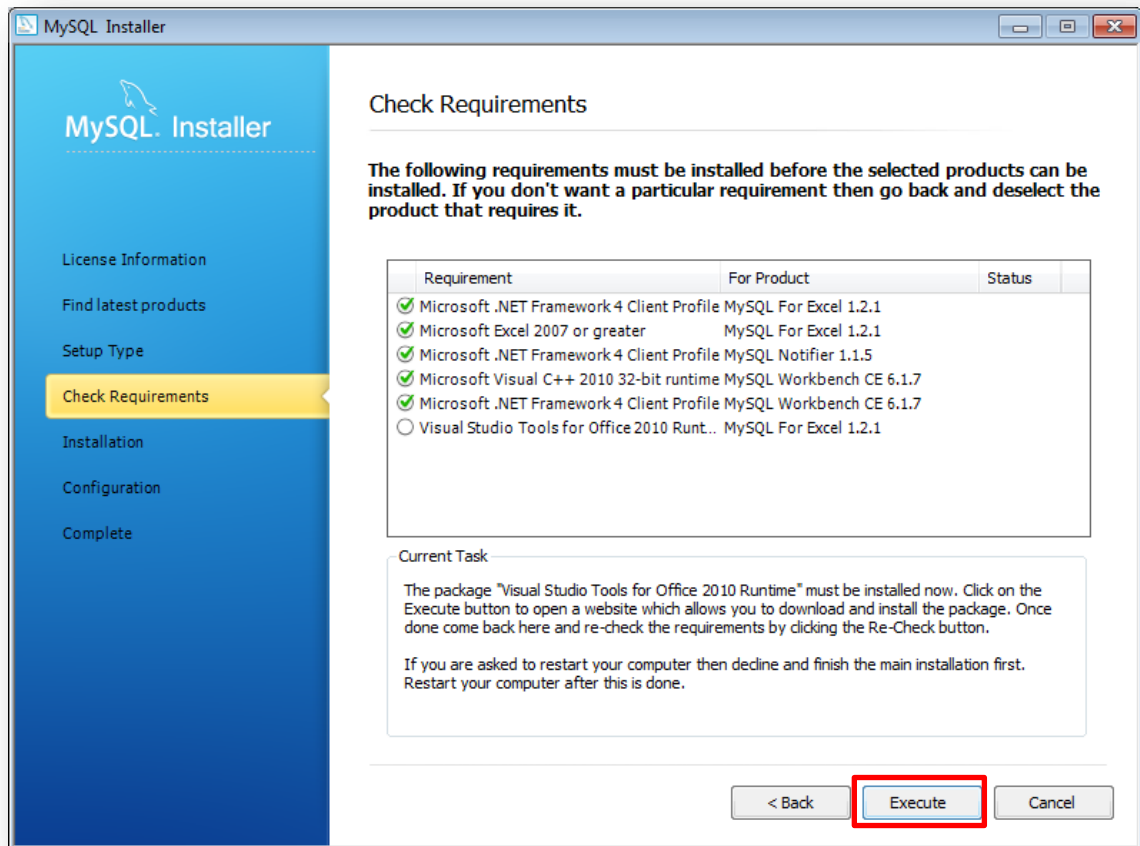 MySQL Installer
MySQL. Installer
License Information
Find latest products
Setup Type
Check Requirements
Installation
Configuration
Complete
Check Requirements
The following requirements must be installed before the selected products can be
installed. If you don't want a particular requirement then go back and deselect the
product that requires it.
Requirement For Product Status
Microsoft .NET Framework 4 Client Profile MySQL For Excel 1.2.1
Microsoft Excel 2007 or greater MySQL For Excel 1.2.1
Microsoft .NET Framework 4 Client Profile MySQL Notifier 1.1.5
Microsoft Visual C++ 2010 32-bit runtime MySQL Workbench CE 6.1.7
Microsoft .NET Framework 4 Client Profile MySQL Workbench CE 6.1.7
Visual Studio Tools for Office 2010 Runt... MySQL For Excel 1.2.1
Current Task
The package "Visual Studio Tools for Office 2010 Runtime" must be installed now. Click on the
Execute button to open a website which allows you to download and install the package. Once
done come back here and re-check the requirements by clicking the Re-Check button.
If you are asked to restart your computer then decline and finish the main installation first.
Restart your computer after this is done.
< Back Execute Cancel